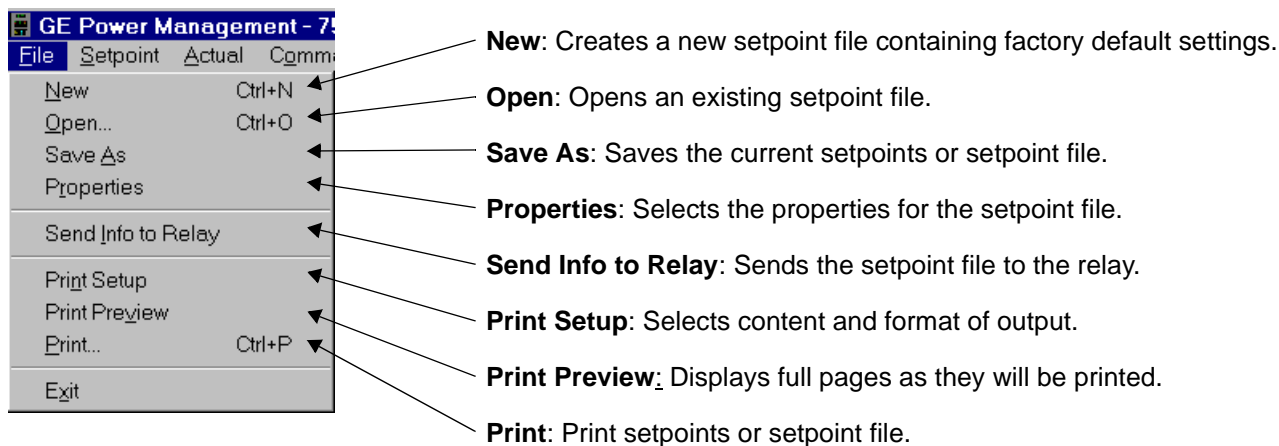 GE Power Management - 75
File Setpoint Actual Comm
New Ctrl+N
Open... Ctrl+O
Save As
Properties
Send Info to Relay
Print Setup
Print Preview
Print... Ctrl+P
Exit
New: Creates a new setpoint file containing factory default settings.
Open: Opens an existing setpoint file.
Save As: Saves the current setpoints or setpoint file.
Properties: Selects the properties for the setpoint file.
Send Info to Relay: Sends the setpoint file to the relay.
Print Setup: Selects content and format of output.
Print Preview: Displays full pages as they will be printed.
Print: Print setpoints or setpoint file.